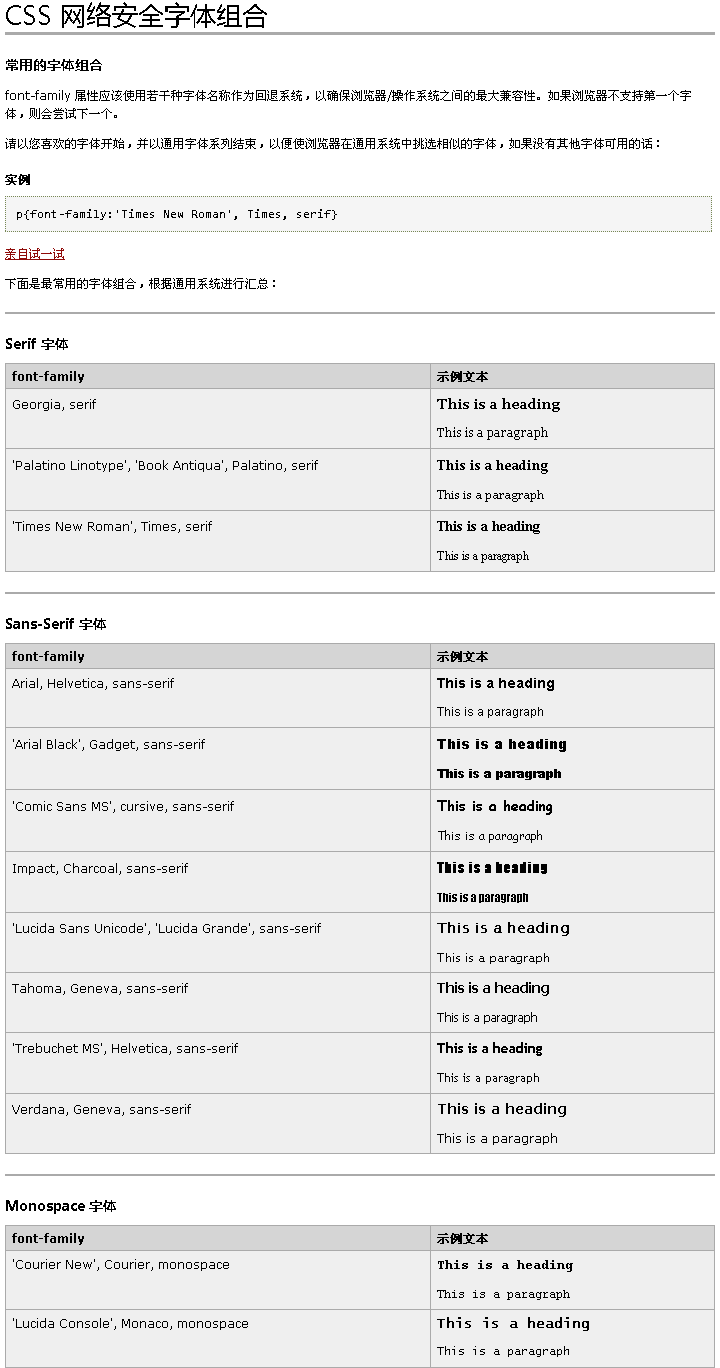 CSS 网络安全字体组合
常用的字体组合
font-family 属性应该使用若干种字体名称作为回退系统，以确保浏览器/操作系统之间的最大兼容性。如果浏览器不支持第一个字
体，则会尝试下一个。
请以您喜欢的字体开始，并以通用字体系列结束，以便使浏览器在通用系统中挑选相似的字体，如果没有其他字体可用的话：
实例
p{font-family:'Times New Roman', Times, serif}
亲自试一试
下面是最常用的字体组合，根据通用系统进行汇总：
Serif 字体
font-family 示例文本
Georgia, serif This is a heading
This is a paragraph
'Palatino Linotype', 'Book Antiqua', Palatino, serif This is a heading
This is a paragraph
'Times New Roman', Times, serif This is a heading
This is a paragraph
Sans-Serif 字体
font-family 示例文本
Arial, Helvetica, sans-serif This is a heading
This is a paragraph
'Arial Black', Gadget, sans-serif This is a heading
This is a paragraph
'Comic Sans MS', cursive, sans-serif This is a heading
This is a paragraph
Impact, Charcoal, sans-serif This is a heading
This is a paragraph
'Lucida Sans Unicode', 'Lucida Grande', sans-serif This is a heading
This is a paragraph
Tahoma, Geneva, sans-serif This is a heading
This is a paragraph
'Trebuchet MS', Helvetica, sans-serif This is a heading
This is a paragraph
Verdana, Geneva, sans-serif This is a heading
This is a paragraph
Monospace 字体
font-family 示例文本
'Courier New', Courier, monospace This is a heading
This is a paragraph
'Lucida Console', Monaco, monospace This is a heading
This is a paragraph